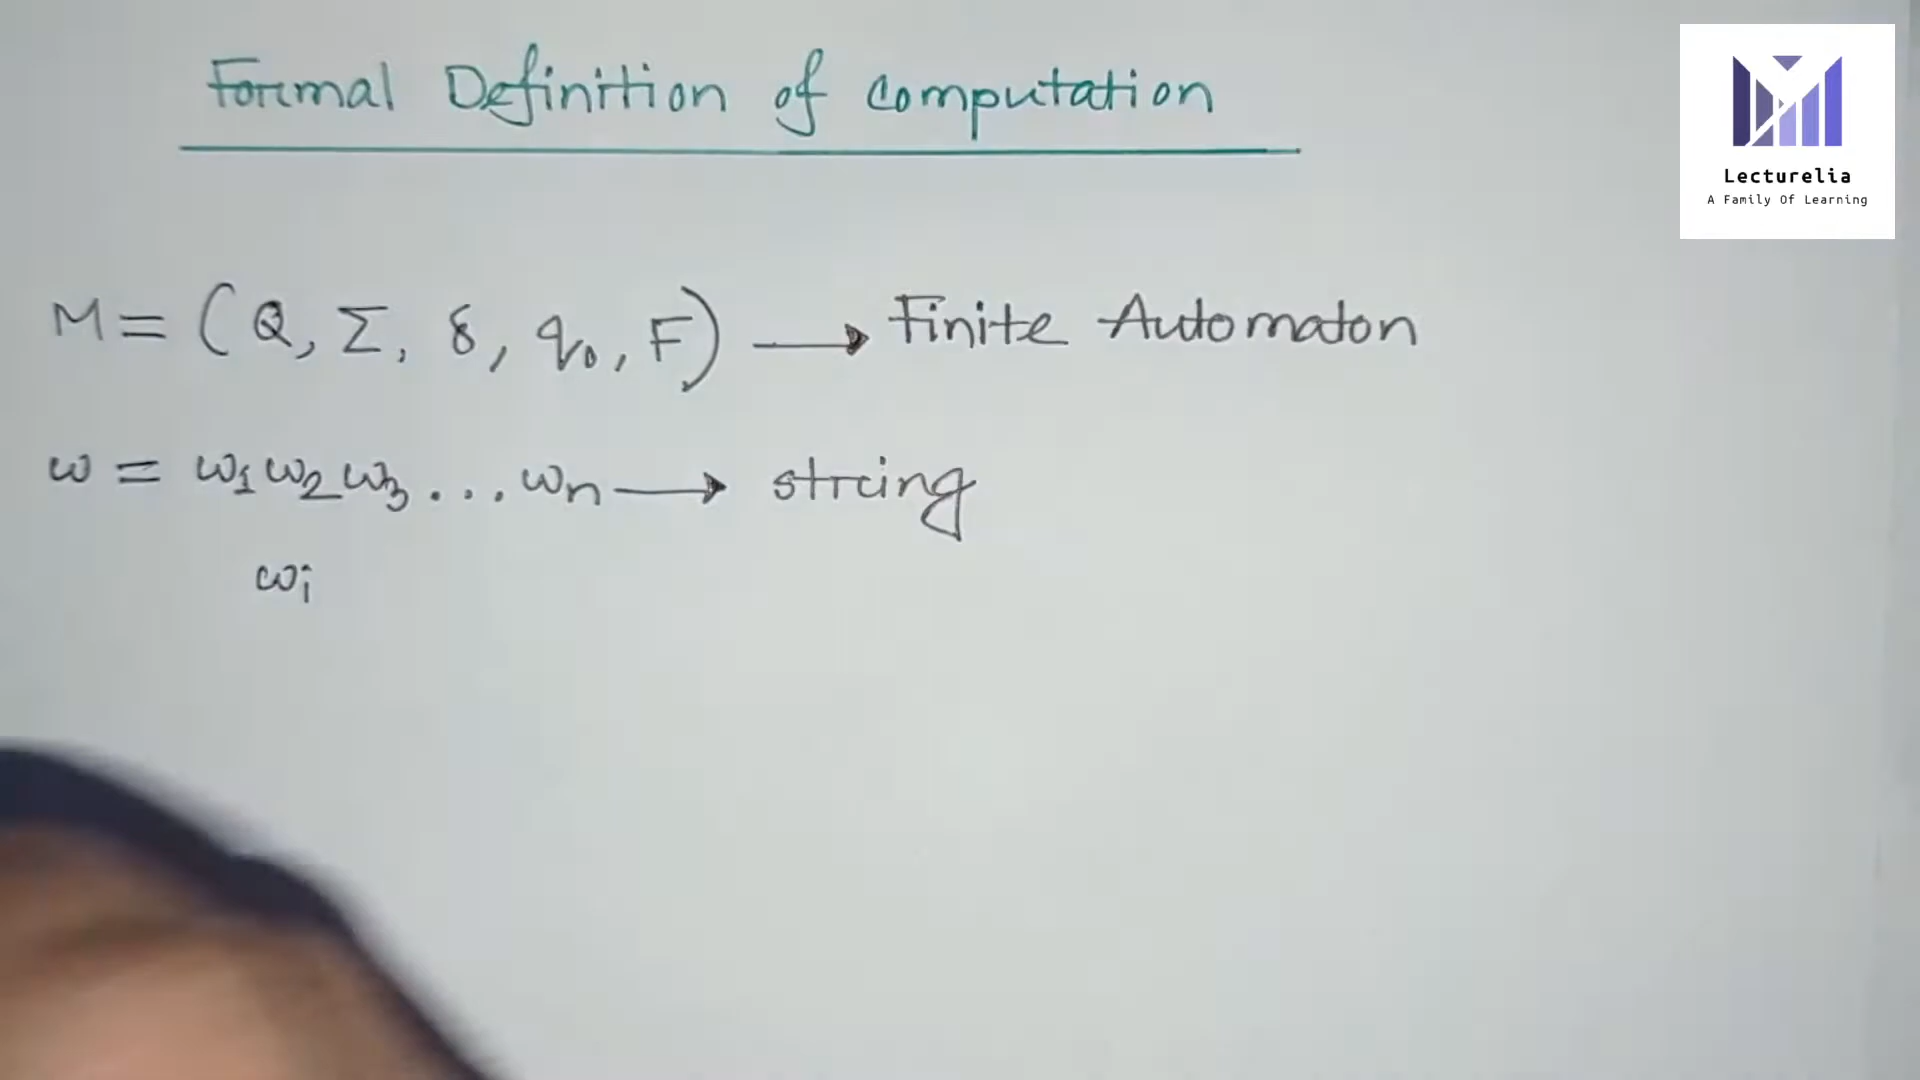 Formal Definition of computation
Lecturelia
A Family Of Learning
M = (Q, Σ, δ, q₀, F) → Finite Automaton
w = w₁w₂w₃...wₙ → string
wᵢ